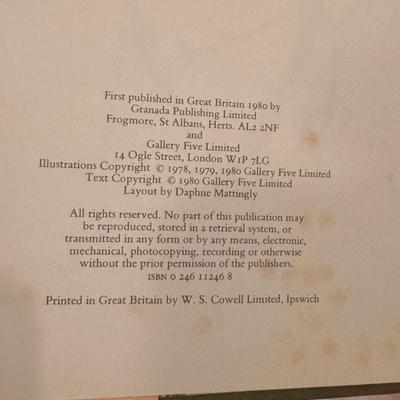 First published in Great Britain 1980 by
Granada Publishing Limited
Frogmore, St Albans, Herts. AL2 2NF
and
Gallery Five Limited
14 Ogle Street, London W1P 7LG
Illustrations Copyright © 1978, 1979, 1980 Gallery Five Limited
Text Copyright © 1980 Gallery Five Limited
Layout by Daphne Mattingly
All rights reserved. No part of this publication may
be reproduced, stored in a retrieval system, or
transmitted in any form or by any means, electronic,
mechanical, photocopying, recording or otherwise
without the prior permission of the publishers.
ISBN 0 246 11246 8
Printed in Great Britain by W. S. Cowell Limited, Ipswich